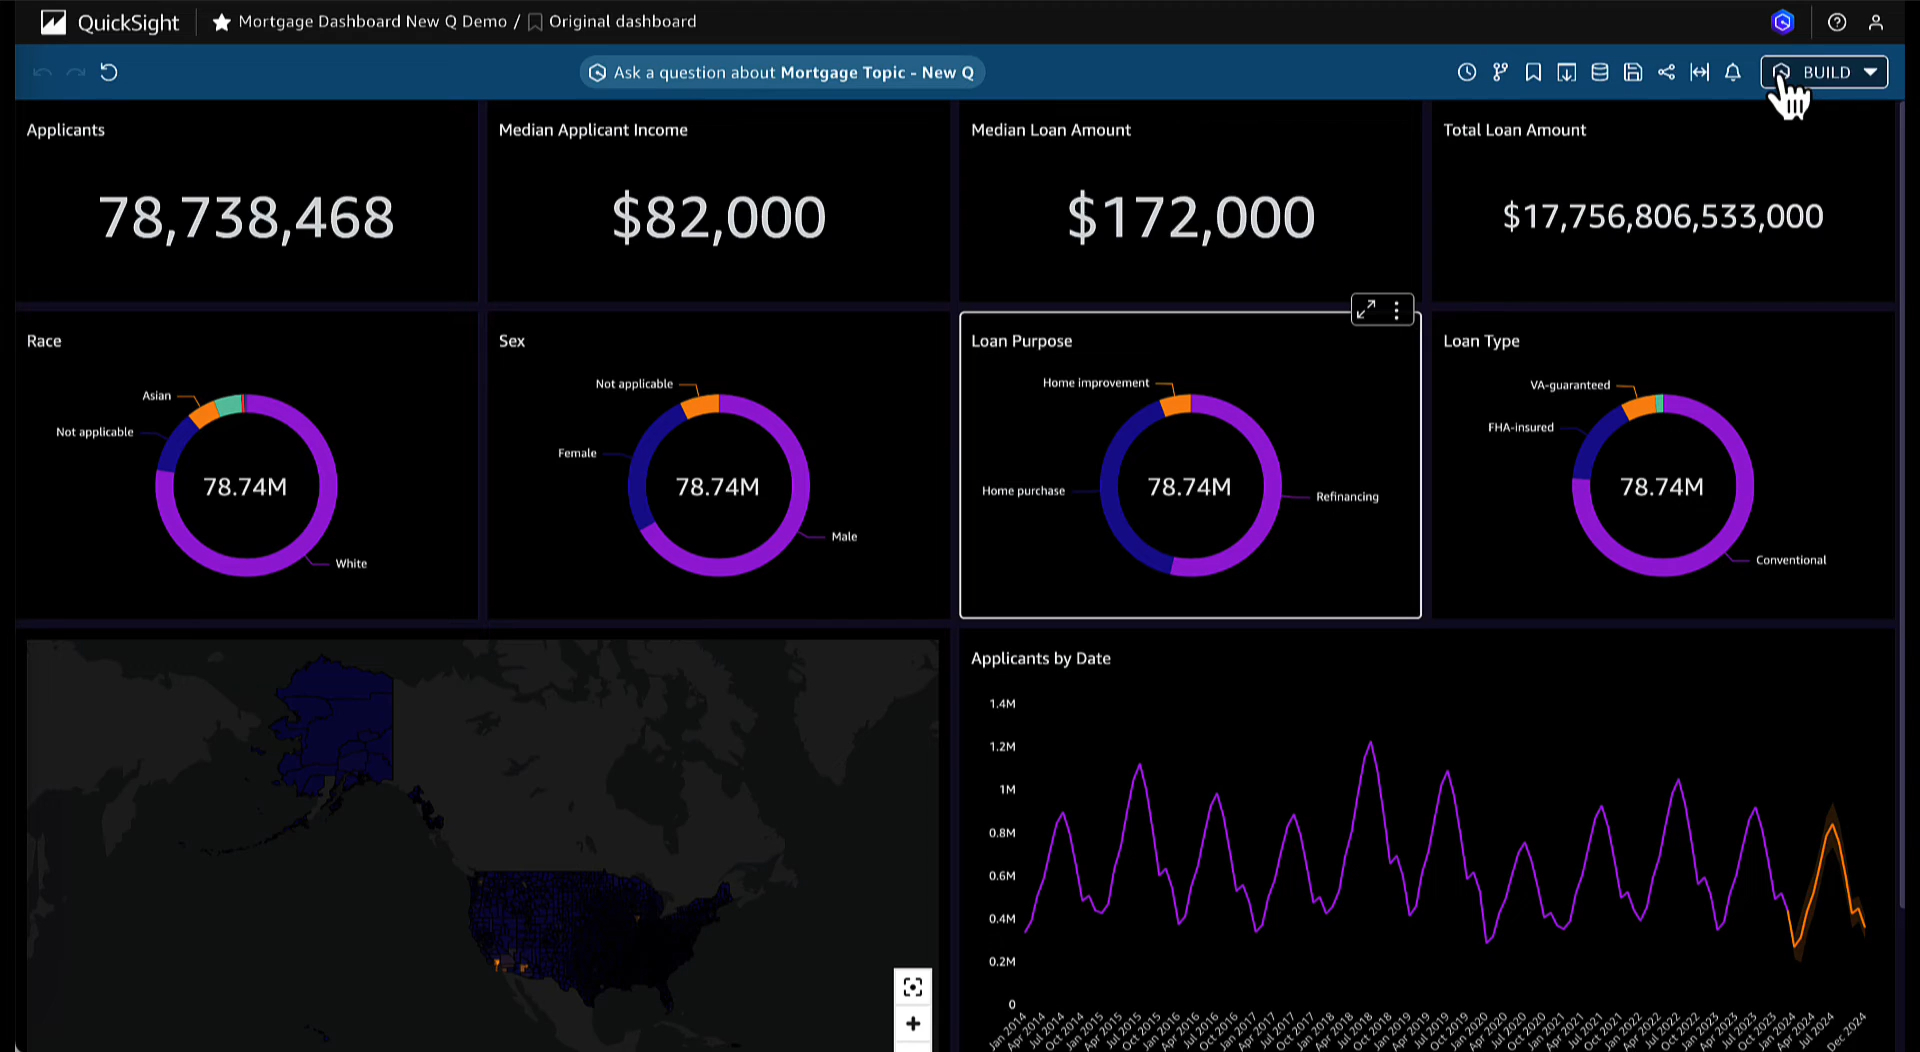 QuickSight
Mortgage Dashboard New Q Demo / Original dashboard
Ask a question about Mortgage Topic - New Q
BUILD
Applicants
78,738,468
Median Applicant Income
$82,000
Median Loan Amount
$172,000
Total Loan Amount
$17,756,806,533,000
Race
Asian
Not applicable
78.74M
White
Sex
Not applicable
Female
78.74M
Male
Loan Purpose
Home improvement
Home purchase
78.74M
Refinancing
Loan Type
VA-guaranteed
FHA-insured
78.74M
Conventional
Applicants by Date
1.4M
1.2M
1M
0.8M
0.6M
0.4M
0.2M
0
Jan 2014
Apr 2014
Jul 2014
Oct 2014
Jan 2015
Apr 2015
Jul 2015
Oct 2015
Jan 2016
Apr 2016
Jul 2016
Oct 2016
Jan 2017
Apr 2017
Jul 2017
Oct 2017
Jan 2018
Apr 2018
Jul 2018
Oct 2018
Jan 2019
Apr 2019
Jul 2019
Oct 2019
Jan 2020
Apr 2020
Jul 2020
Oct 2020
Jan 2021
Apr 2021
Jul 2021
Oct 2021
Jan 2022
Apr 2022
Jul 2022
Oct 2022
Jan 2023
Apr 2023
Jul 2023
Oct 2023
Jan 2024
Apr 2024
Jul 2024
Dec 2024